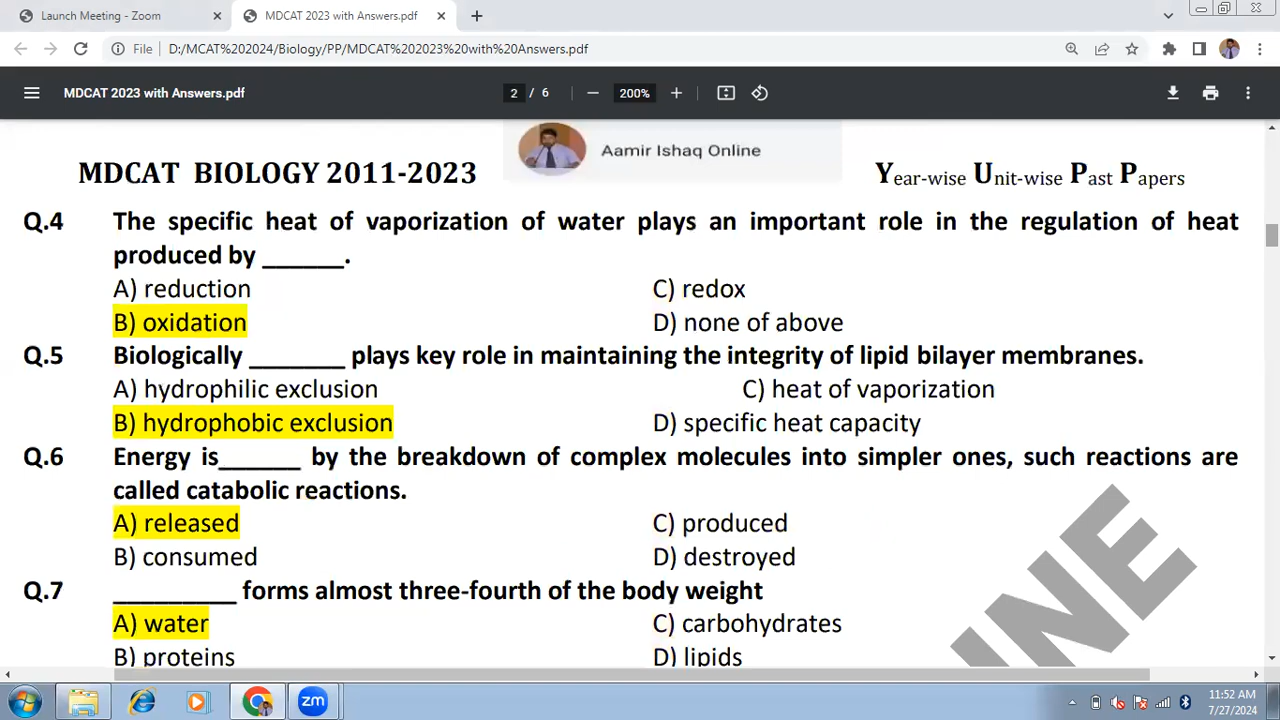 Launch Meeting - Zoom
MDCAT 2023 with Answers.pdf
File D:/MCAT%202024/Biology/PP/MDCAT%202023%20with%20Answers.pdf
MDCAT 2023 with Answers.pdf 2 / 6 200%
Aamir Ishaq Online
MDCAT BIOLOGY 2011-2023 Year-wise Unit-wise Past Papers
Q.4 The specific heat of vaporization of water plays an important role in the regulation of heat
produced by ______.
A) reduction C) redox
B) oxidation D) none of above
Q.5 Biologically _______ plays key role in maintaining the integrity of lipid bilayer membranes.
A) hydrophilic exclusion C) heat of vaporization
B) hydrophobic exclusion D) specific heat capacity
Q.6 Energy is______ by the breakdown of complex molecules into simpler ones, such reactions are
called catabolic reactions.
A) released C) produced
B) consumed D) destroyed
Q.7 _________ forms almost three-fourth of the body weight
A) water C) carbohydrates
B) proteins D) lipids
INE
zm
11:52 AM
7/27/2024